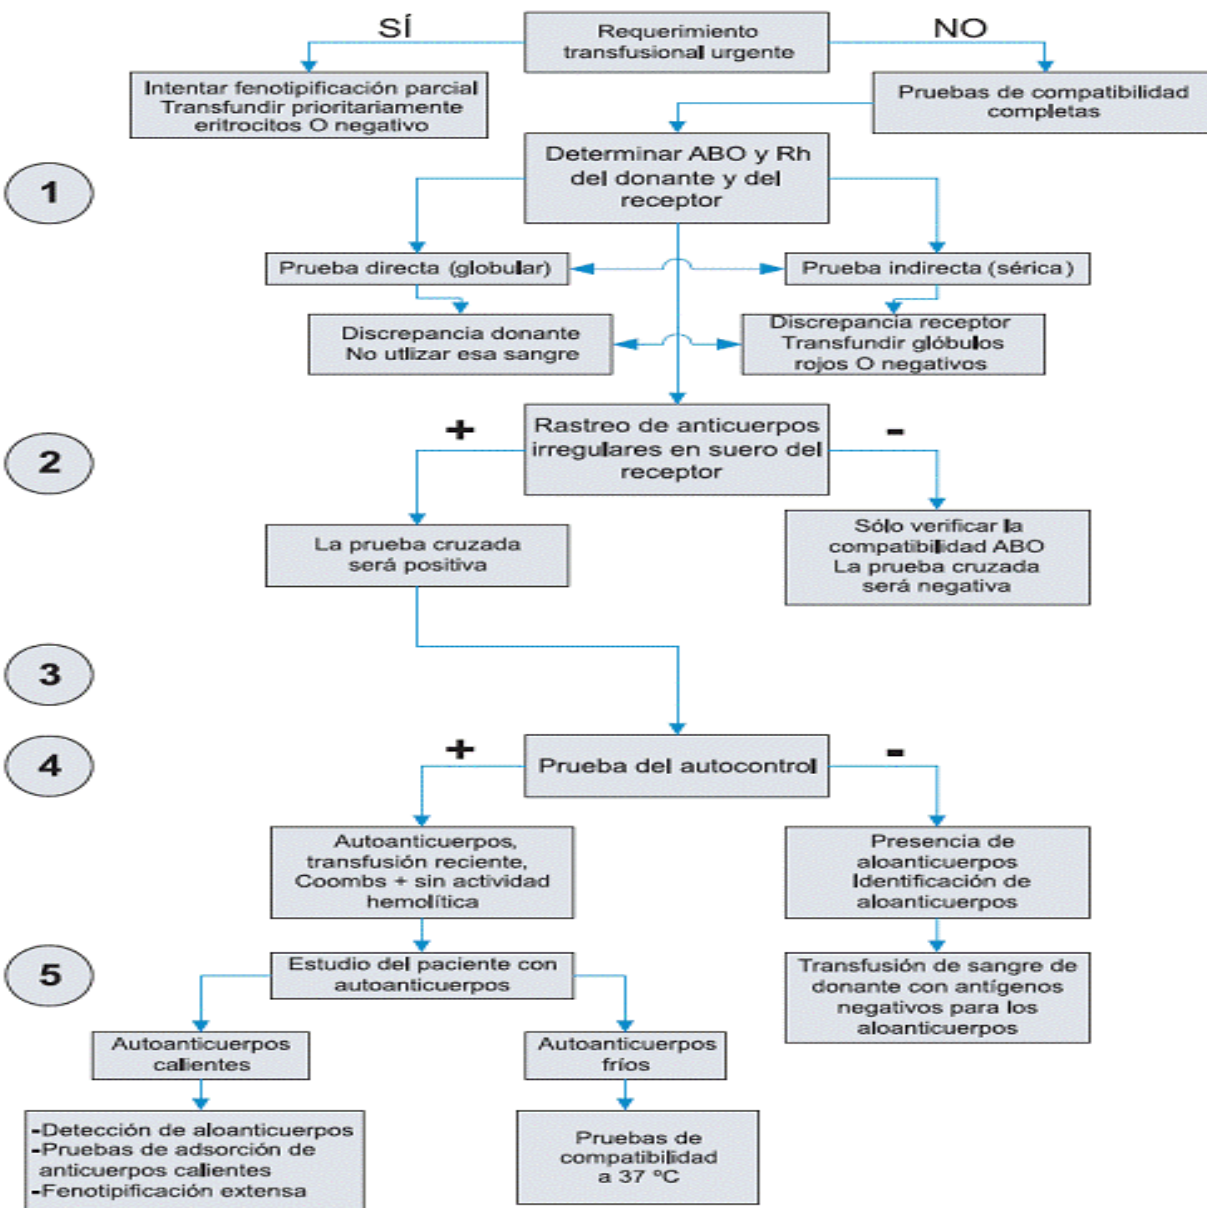 SÍ
Requerimiento
transfusional urgente
NO
Intentar fenotipificación parcial
Transfundir prioritariamente
eritrocitos O negativo
Pruebas de compatibilidad
completas
1
Determinar ABO y Rh
del donante y del
receptor
Prueba directa (globular)
Prueba indirecta (sérica)
Discrepancia donante
No utlizar esa sangre
Discrepancia receptor
Transfundir glóbulos
rojos O negativos
2
+
Rastreo de anticuerpos
irregulares en suero del
receptor
-
La prueba cruzada
será positiva
Sólo verificar la
compatibilidad ABO
La prueba cruzada
será negativa
3
4
+
Prueba del autocontrol
-
Autoanticuerpos,
transfusión reciente,
Coombs + sin actividad
hemolítica
Presencia de
aloanticuerpos
Identificación de
aloanticuerpos
5
Estudio del paciente con
autoanticuerpos
Transfusión de sangre de
donante con antígenos
negativos para los
aloanticuerpos
Autoanticuerpos
calientes
Autoanticuerpos
fríos
-Detección de aloanticuerpos
-Pruebas de adsorción de
anticuerpos calientes
-Fenotipificación extensa
Pruebas de
compatibilidad
a 37 ºC